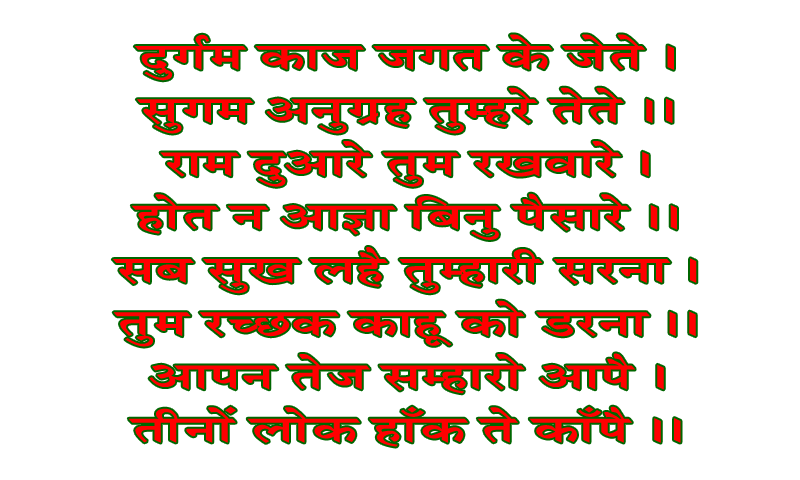 दुर्गम काज जगत के जेते ।
सुगम अनुग्रह तुम्हरे तेते ।।
राम दुआरे तुम रखवारे ।
होत न आज्ञा बिनु पैसारे ।।
सब सुख लहै तुम्हारी सरना ।
तुम रच्छक काहू को डरना ।।
आपन तेज सम्हारो आपै ।
तीनों लोक हाँक ते काँपै ।।